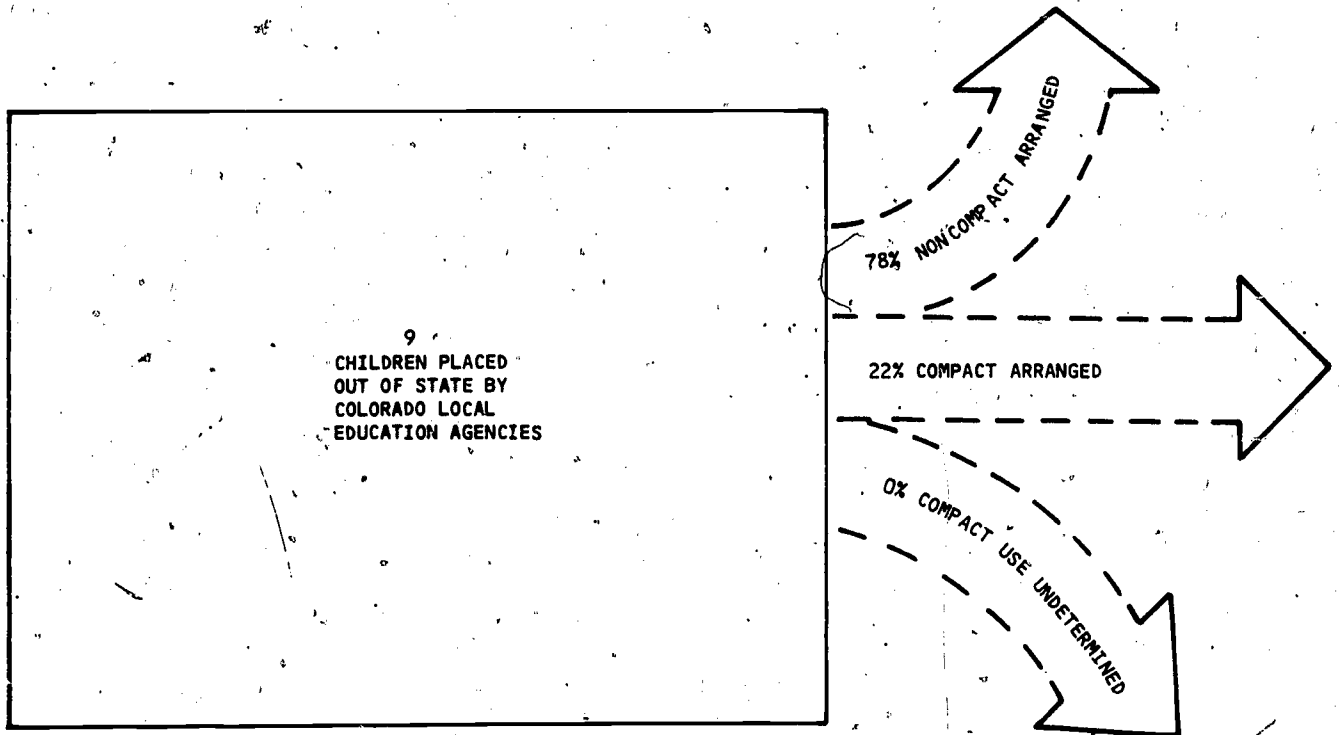 9
CHILDREN PLACED
OUT OF STATE BY
COLORADO LOCAL
EDUCATION AGENCIES
78% NONCOMPACT ARRANGED
22% COMPACT ARRANGED
0% COMPACT USE UNDETERMINED